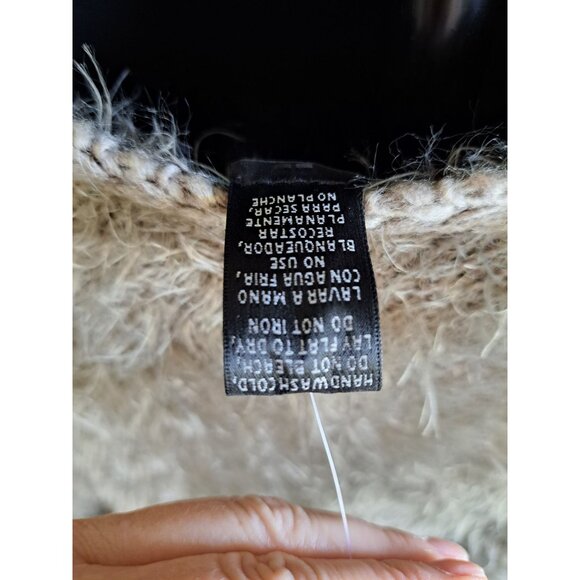 HANDWASH COLD,
DO NOT BLEACH,
LAY FLAT TO DRY,
DO NOT IRON
LAVAR A MANO
CON AGUA FRIA,
NO USE
BLANQUEADOR,
RECOSTAR
PLANAMENTE
PARA SECAR,
NO PLANCHE